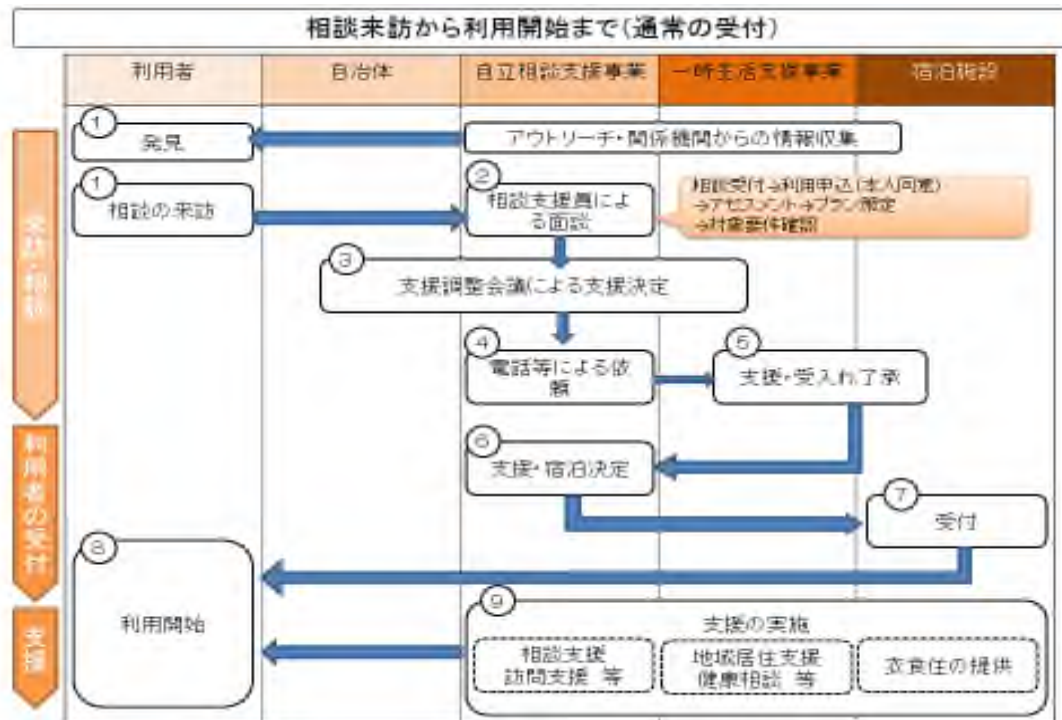 相談来訪から利用開始まで(通常の受付)
利用者
自治体
自立相談支援事業
一時生活支援事業
宿泊施設
来訪・相談
①
発見
アウトリーチ・関係機関からの情報収集
①
相談の来訪
②
相談支援員によ
る面談
相談受付→利用申込(本人同意)
→アセスメント→プラン策定
→対象要件確認
③
支援調整会議による支援決定
④
電話等による依
頼
⑤
支援・受入れ了承
利用者の受付
⑥
支援・宿泊決定
⑦
受付
⑧
利用開始
支援
⑨
支援の実施
相談支援
訪問支援 等
地域居住支援
健康相談 等
衣食住の提供